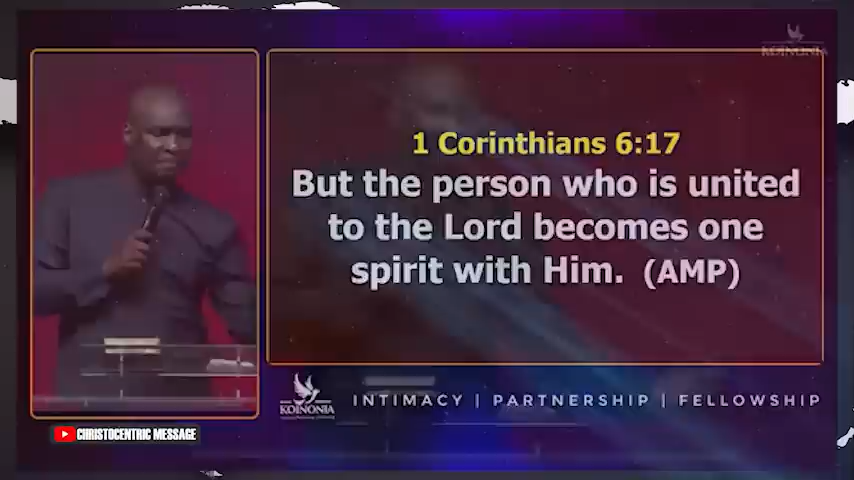 KOINONIA
1 Corinthians 6:17
But the person who is united
to the Lord becomes one
spirit with Him. (AMP)
KOINONIA
INTIMACY | PARTNERSHIP | FELLOWSHIP
CHRISTOCENTRIC MESSAGE